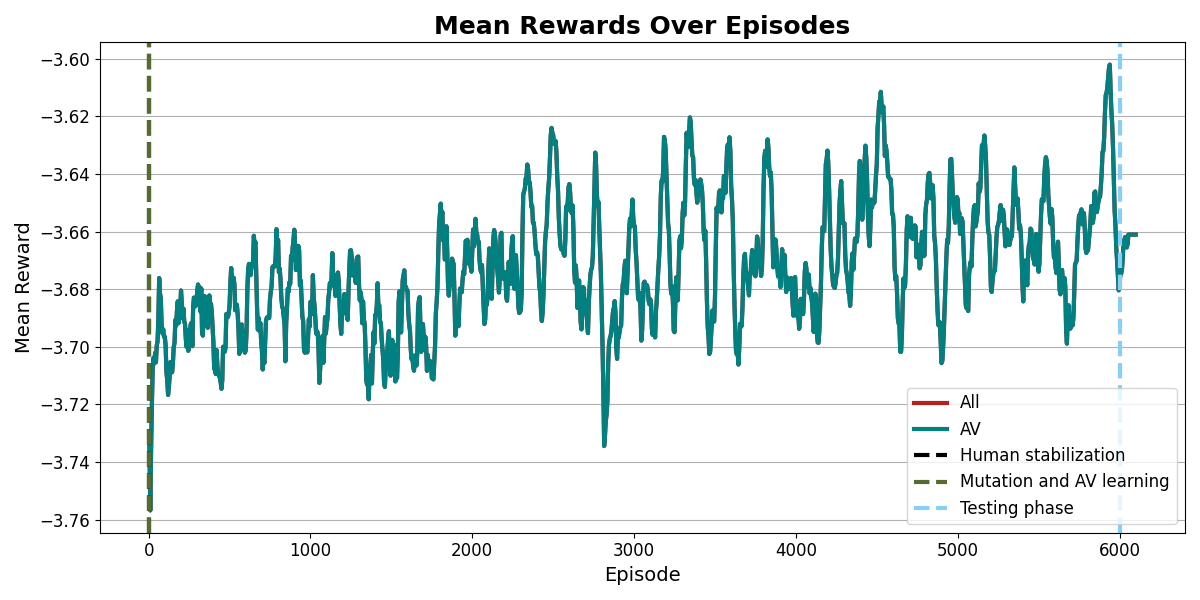 Mean Rewards Over Episodes
Mean Reward
−3.60
−3.62
−3.64
−3.66
−3.68
−3.70
−3.72
−3.74
−3.76
All
AV
Human stabilization
Mutation and AV learning
Testing phase
0 1000 2000 3000 4000 5000 6000
Episode